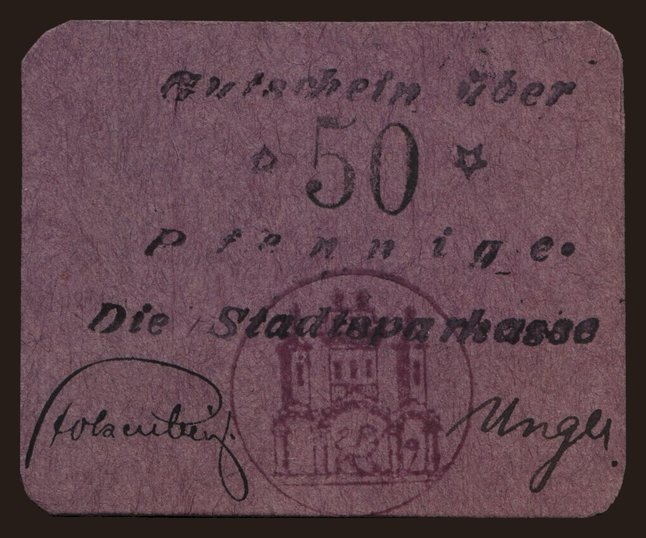 Gutschein über
50
Pfennige.
Die Stadtsparkasse